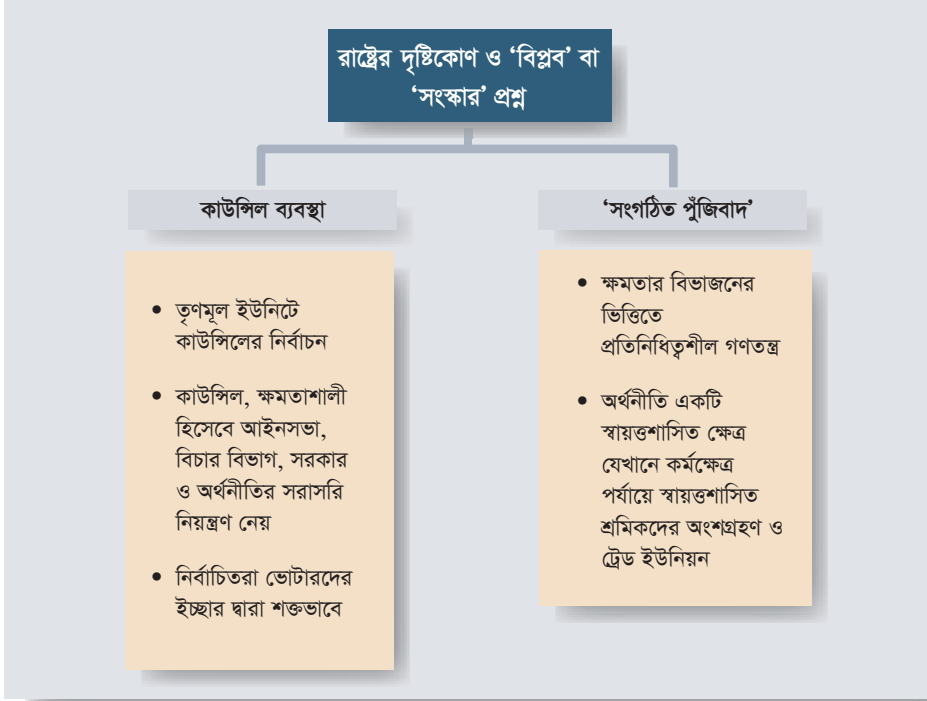 রাষ্ট্রের দৃষ্টিকোণ ও ‘বিপ্লব’ বা
‘সংস্কার’ প্রশ্ন
কাউন্সিল ব্যবস্থা
• তৃণমূল ইউনিটে
কাউন্সিলের নির্বাচন
• কাউন্সিল, ক্ষমতাশালী
হিসেবে আইনসভা,
বিচার বিভাগ, সরকার
ও অর্থনীতির সরাসরি
নিয়ন্ত্রণ নেয়
• নির্বাচিতরা ভোটারদের
ইচ্ছার দ্বারা শক্তভাবে
‘সংগঠিত পুঁজিবাদ’
• ক্ষমতার বিভাজনের
ভিত্তিতে
প্রতিনিধিত্বশীল গণতন্ত্র
• অর্থনীতি একটি
স্বায়ত্তশাসিত ক্ষেত্র
যেখানে কর্মক্ষেত্র
পর্যায়ে স্বায়ত্তশাসিত
শ্রমিকদের অংশগ্রহণ ও
ট্রেড ইউনিয়ন